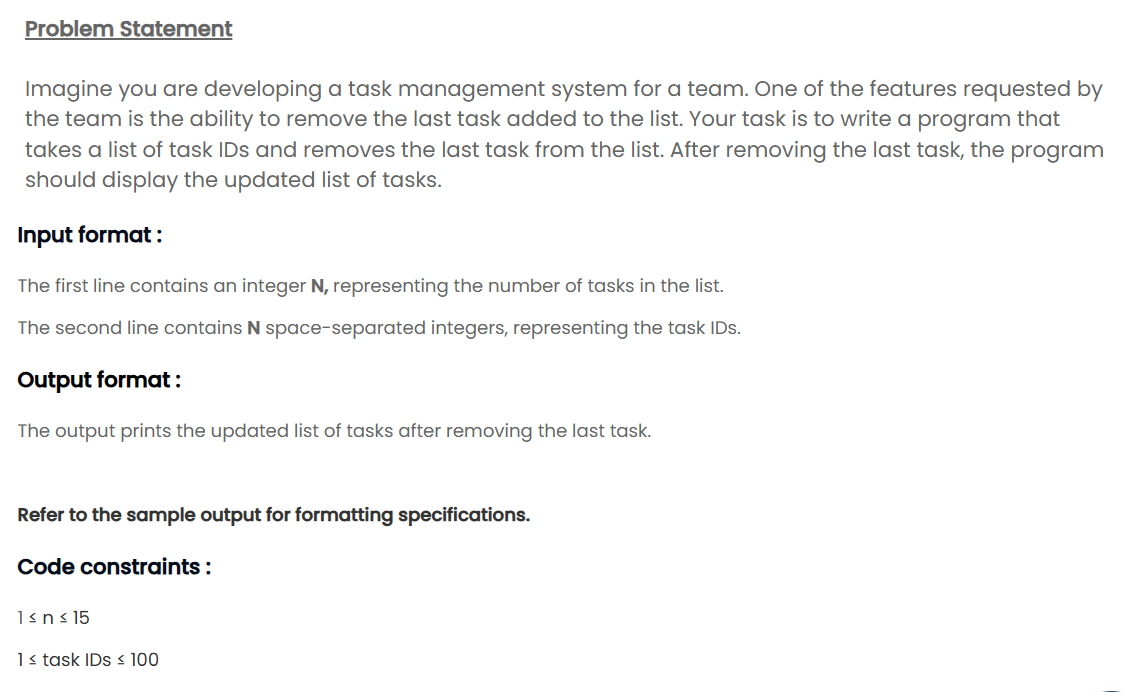 Problem Statement
Imagine you are developing a task management system for a team. One of the features requested by
the team is the ability to remove the last task added to the list. Your task is to write a program that
takes a list of task IDs and removes the last task from the list. After removing the last task, the program
should display the updated list of tasks.
Input format :
The first line contains an integer N, representing the number of tasks in the list.
The second line contains N space-separated integers, representing the task IDs.
Output format :
The output prints the updated list of tasks after removing the last task.
Refer to the sample output for formatting specifications.
Code constraints :
1 ≤ n ≤ 15
1 ≤ task IDs ≤ 100